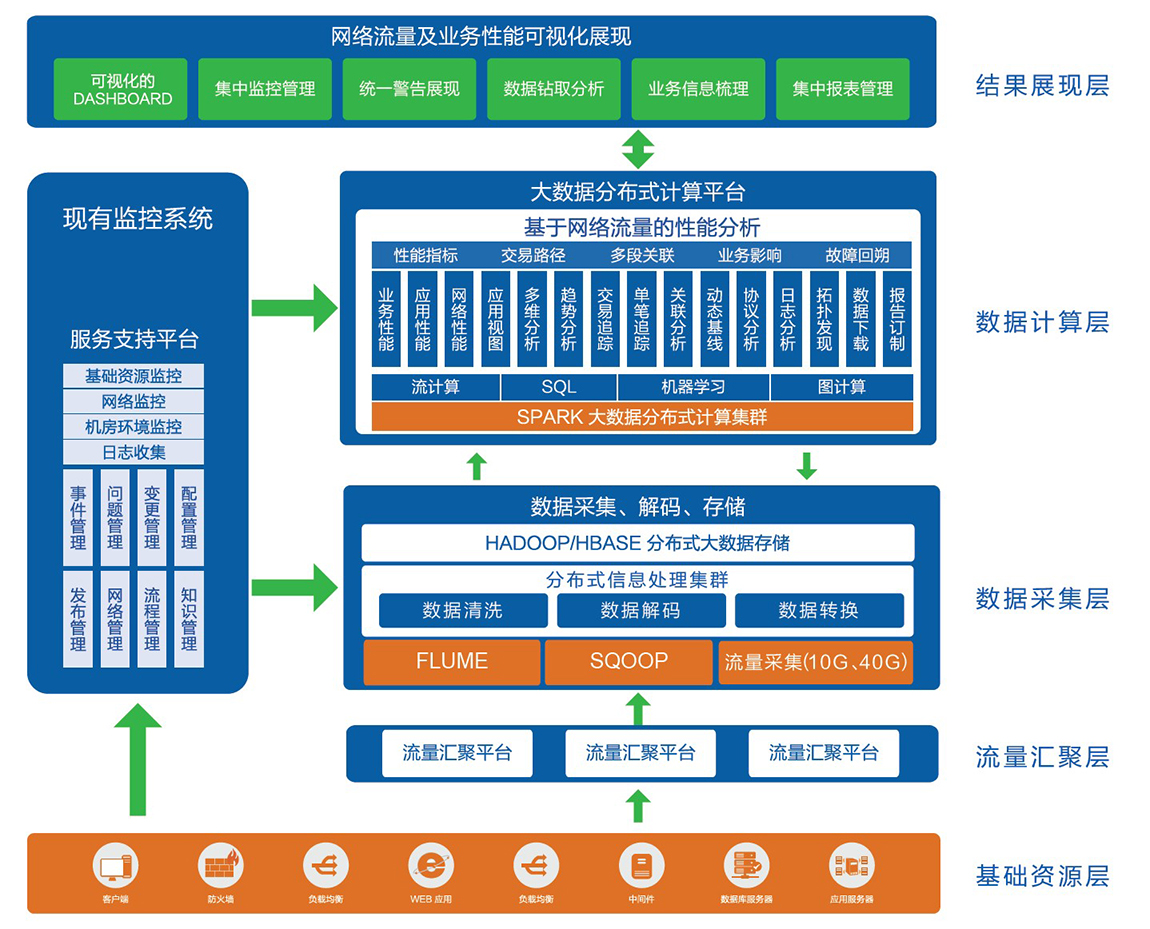 网络流量及业务性能可视化展现
可视化的
DASHBOARD
集中监控管理
统一警告展现
数据钻取分析
业务信息梳理
集中报表管理
结果展现层
现有监控系统
服务支持平台
基础资源监控
网络监控
机房环境监控
日志收集
事件管理
问题管理
变更管理
配置管理
发布管理
网络管理
流程管理
知识管理
大数据分布式计算平台
基于网络流量的性能分析
性能指标
交易路径
多段关联
业务影响
故障回朔
业务性能
应用性能
网络性能
应用视图
多维分析
趋势分析
交易追踪
单笔追踪
关联分析
动态基线
协议分析
日志分析
拓扑发现
数据下载
报告订制
流计算
SQL
机器学习
图计算
SPARK 大数据分布式计算集群
数据计算层
数据采集、解码、存储
HADOOP/HBASE 分布式大数据存储
分布式信息处理集群
数据清洗
数据解码
数据转换
FLUME
SQOOP
流量采集(10G、40G)
数据采集层
流量汇聚平台
流量汇聚平台
流量汇聚平台
流量汇聚层
客户端
防火墙
负载均衡
WEB 应用
负载均衡
中间件
数据库服务器
应用服务器
基础资源层